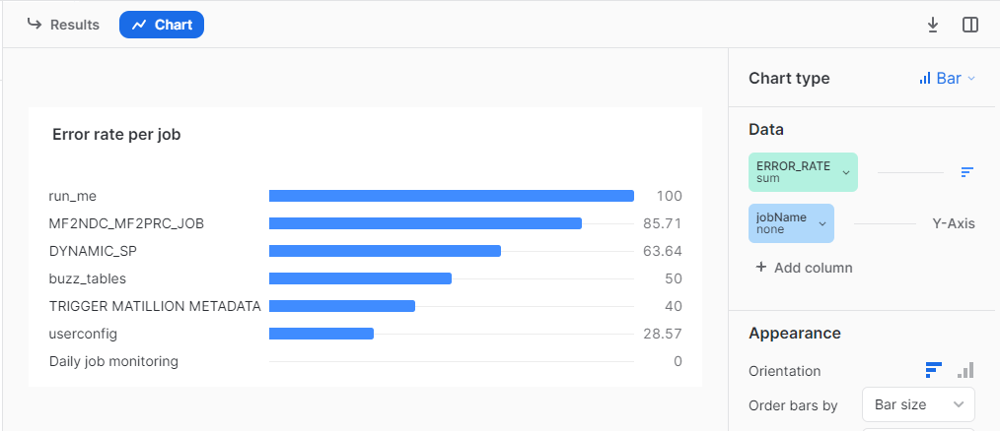 Results
Chart
Chart type
Bar
Error rate per job
run_me 100
MF2NDC_MF2PRC_JOB 85.71
DYNAMIC_SP 63.64
buzz_tables 50
TRIGGER MATILLION METADATA 40
userconfig 28.57
Daily job monitoring 0
Data
ERROR_RATE
sum
jobName
none
Y-Axis
+ Add column
Appearance
Orientation
Order bars by
Bar size